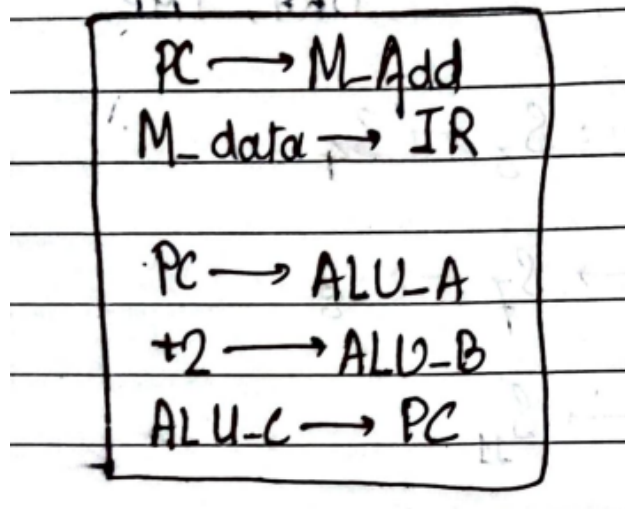 PC → M_Add
M_data → IR
PC → ALU_A
+2 → ALU_B
ALU_C → PC